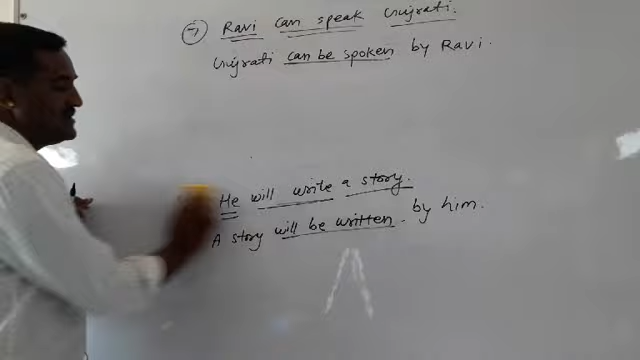 7 Ravi can speak Gujrati.
Gujrati can be spoken by Ravi.
He will write a story.
A story will be written. by him.